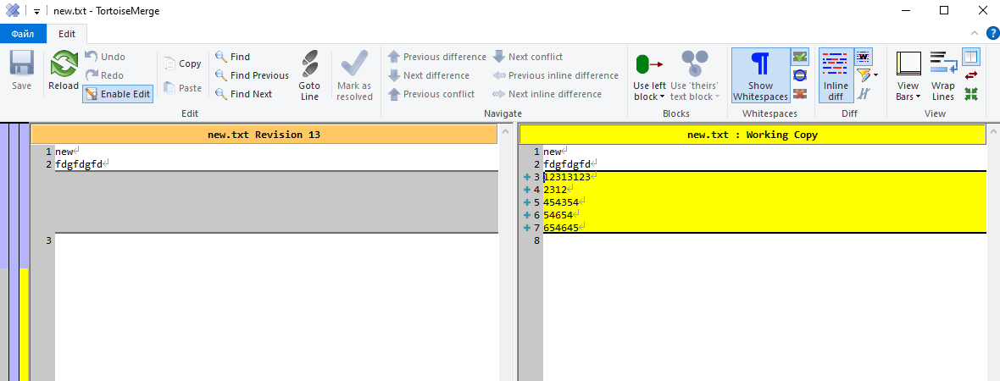 new.txt - TortoiseMerge
Файл Edit
Save
Reload
Undo
Redo
Enable Edit
Copy
Paste
Find
Find Previous
Find Next
Goto Line
Mark as resolved
Edit
Previous difference
Next difference
Previous conflict
Next conflict
Previous inline difference
Next inline difference
Navigate
Use left block
Use 'theirs' text block
Blocks
Show Whitespaces
Whitespaces
Inline diff
Diff
View Bars
Wrap Lines
View
new.txt Revision 13
1 new
2 fdgfdgfd
3
new.txt : Working Copy
1 new
2 fdgfdgfd
+ 3 12313123
+ 4 2312
+ 5 454354
+ 6 54654
+ 7 654645
8